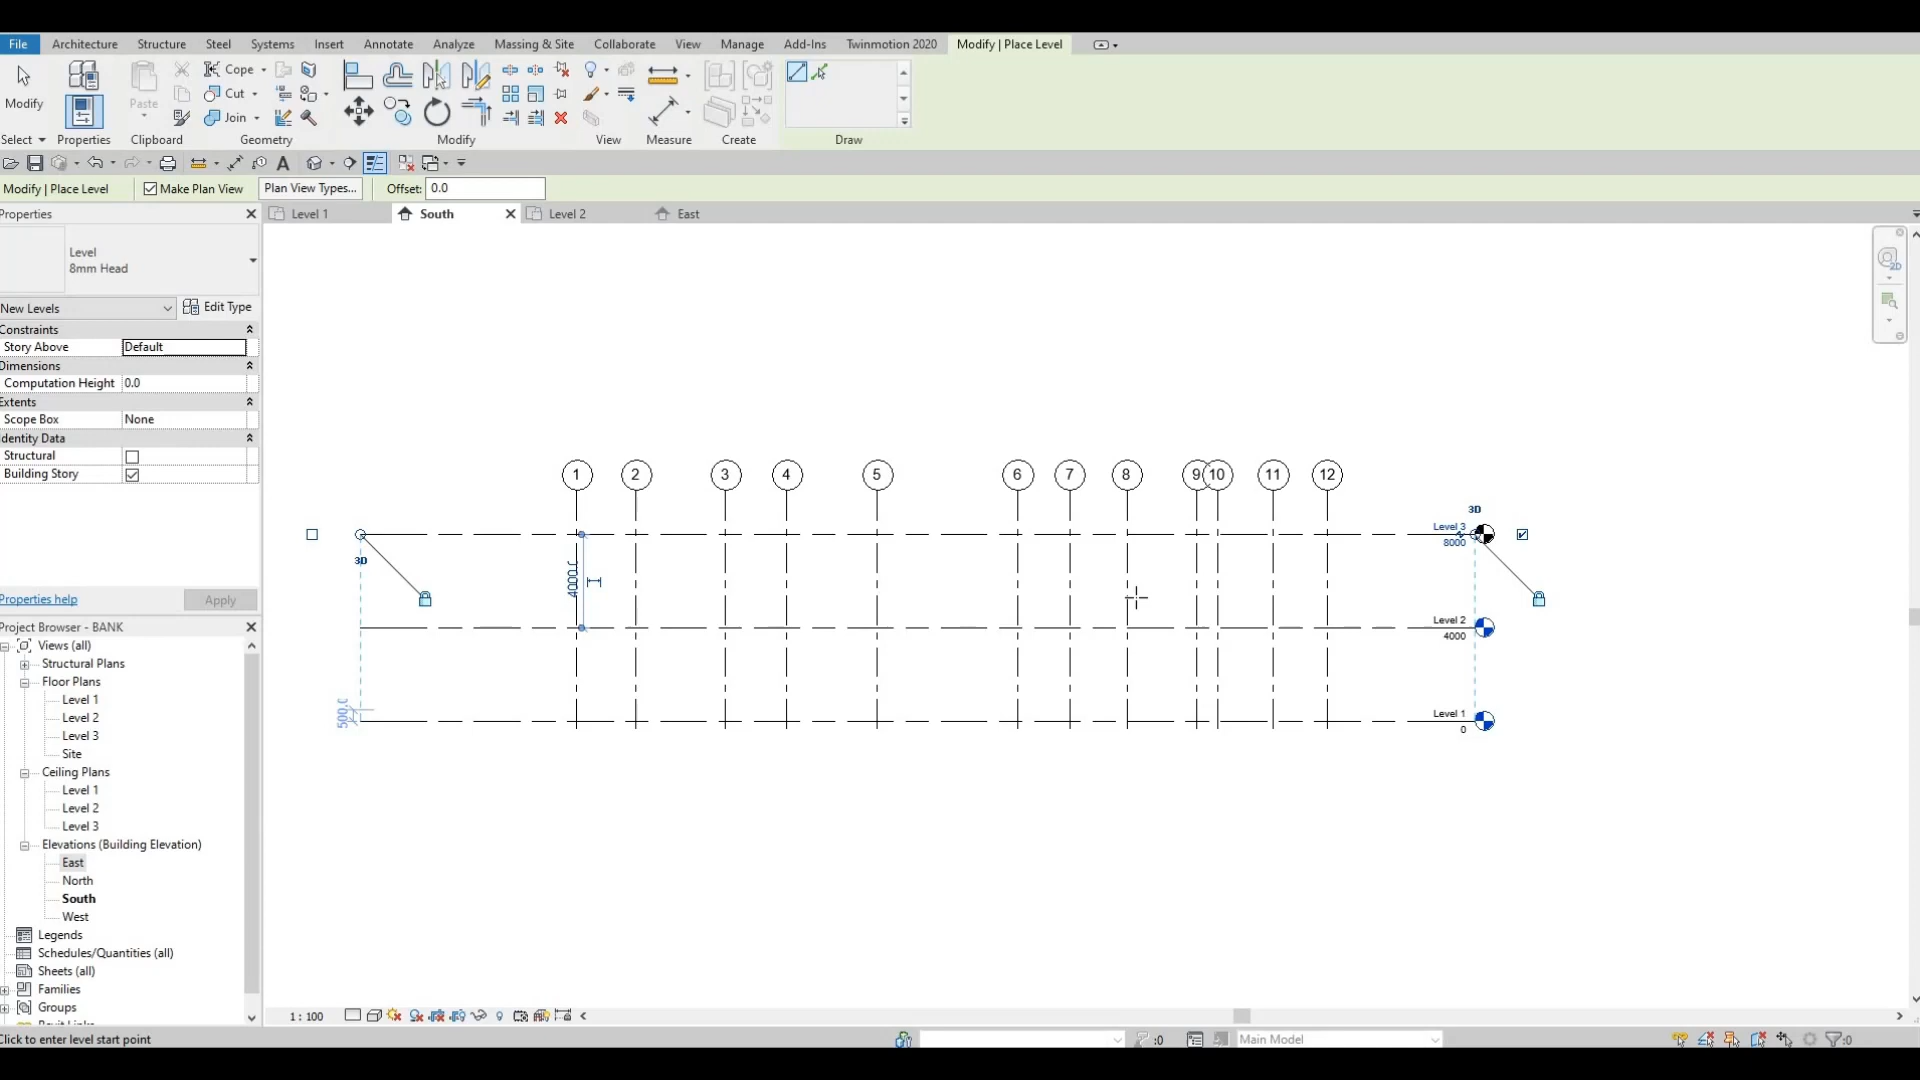 File Architecture Structure Steel Systems Insert Annotate Analyze Massing & Site Collaborate View Manage Add-Ins Twinmotion 2020 Modify | Place Level
Cope
Modify Paste Cut
Join
Select Properties Clipboard Geometry Modify View Measure Create Draw
Modify | Place Level Make Plan View Plan View Types... Offset: 0.0
Properties Level 1 South Level 2 East
Level
8mm Head
2D
New Levels Edit Type
Constraints
Story Above Default
Dimensions
Computation Height 0.0
Extents
Scope Box None
Identity Data
Structural
Building Story
1 2 3 4 5 6 7 8 9 10 11 12
3D
Level 3
8000
3D
4000.0
Properties help Apply
Level 2
4000
Project Browser - BANK
Views (all)
Structural Plans
Floor Plans
Level 1
Level 2
Level 3
Site
500.0
Level 1
0
Ceiling Plans
Level 1
Level 2
Level 3
Elevations (Building Elevation)
East
North
South
West
Legends
Schedules/Quantities (all)
Sheets (all)
Families
Groups
Revit Links
1 : 100
Click to enter level start point :0 Main Model :0